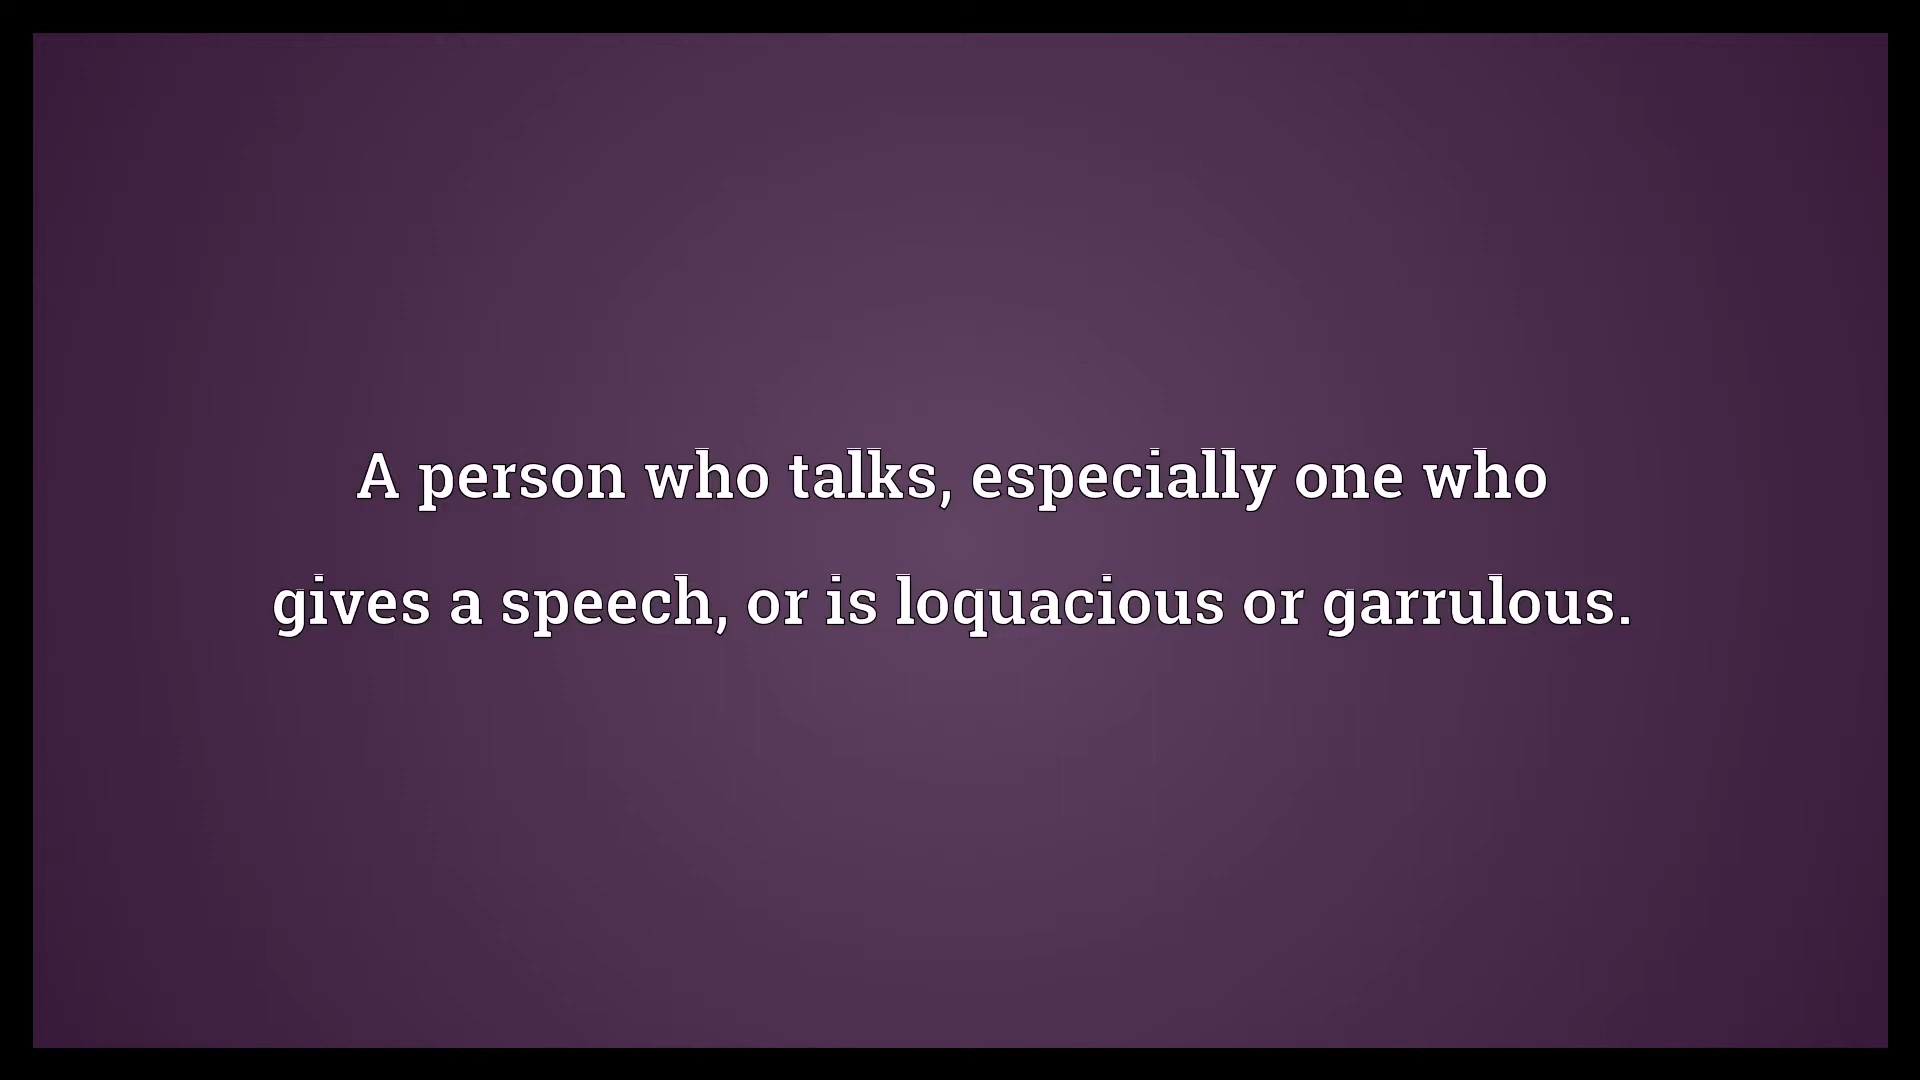 A person who talks, especially one who
gives a speech, or is loquacious or garrulous.